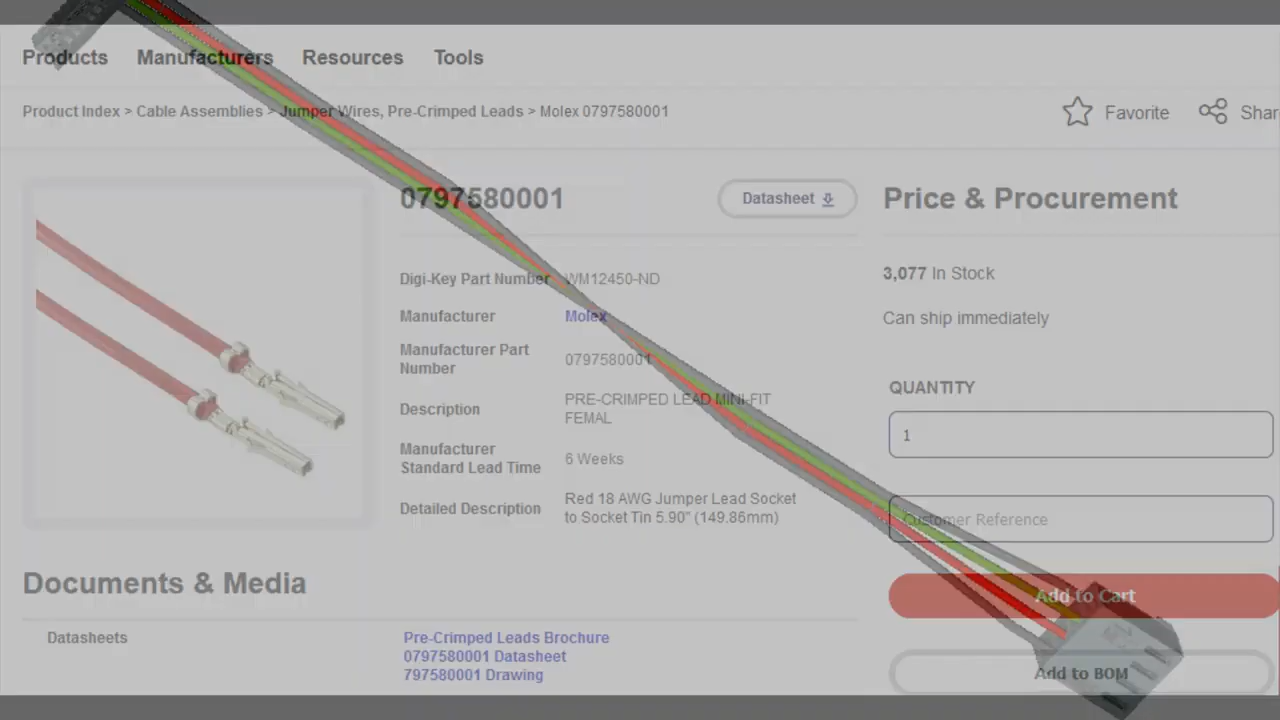 Products Manufacturers Resources Tools
Product Index > Cable Assemblies > Jumper Wires, Pre-Crimped Leads > Molex 0797580001
Favorite Shar
0797580001
Datasheet
Price & Procurement
Digi-Key Part Number WM12450-ND
Manufacturer Molex
Manufacturer Part
Number
0797580001
Description
PRE-CRIMPED LEAD MINI-FIT
FEMAL
Manufacturer
Standard Lead Time
6 Weeks
Detailed Description
Red 18 AWG Jumper Lead Socket
to Socket Tin 5.90" (149.86mm)
3,077 In Stock
Can ship immediately
QUANTITY
1
Customer Reference
Add to Cart
Add to BOM
Documents & Media
Datasheets
Pre-Crimped Leads Brochure
0797580001 Datasheet
797580001 Drawing